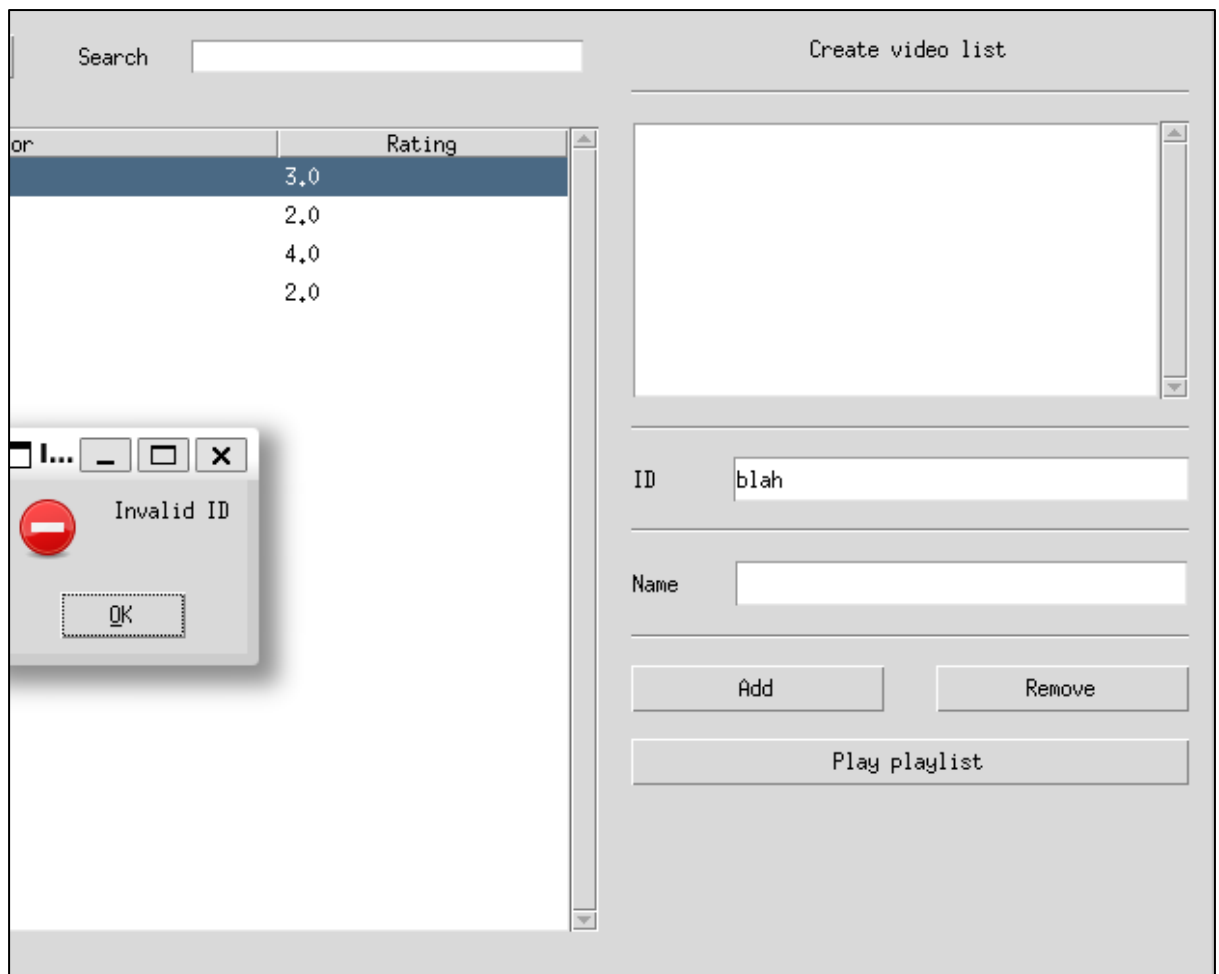 Search
Create video list
or
Rating
3.0
2.0
4.0
2.0
I...
Invalid ID
OK
ID
blah
Name
Add
Remove
Play playlist